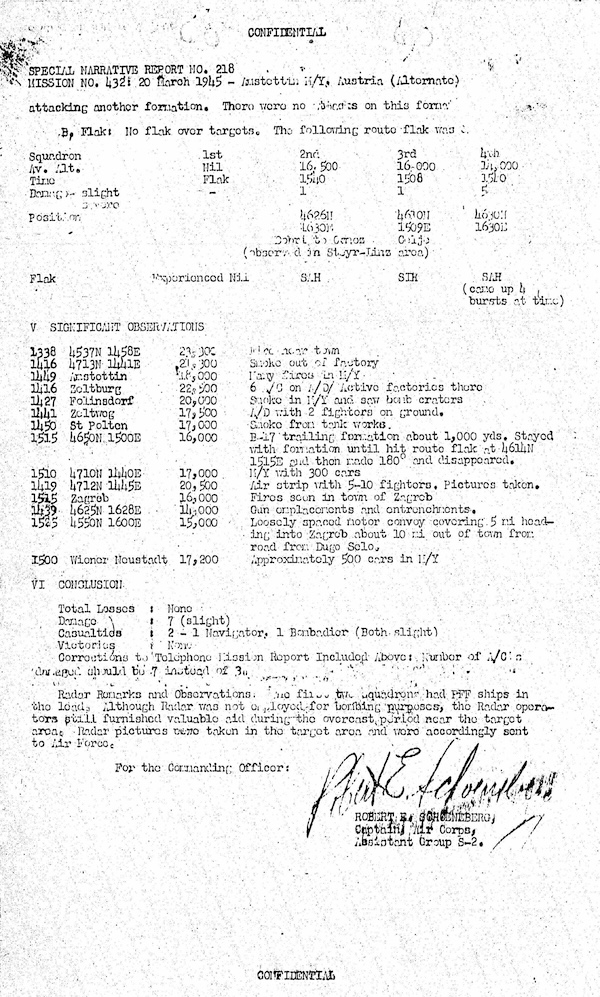 CONFIDENTIAL
SPECIAL NARRATIVE REPORT NO. 218
MISSION NO. 432: 20 March 1945 - Amstettin M/Y, Austria (Alternate)
attacking another formation. There were no on this
B. Flak: No flak over targets. The following route flak was
Squadron 1st 2nd 3rd 4th
Av. Alt. Nil 16,500 16,000 14,000
Time Flak 1540 1508 1510
Damage- slight - 1 1 5
Position 4626N 4610N 4630N
1630E 1509E 1630E
to
(observed in Steyr-Linz area)
Flak Experienced Nil SAH SIH SAH
(came up 4
bursts at time)
V SIGNIFICANT OBSERVATIONS
1338 4537N 1458E near town
1416 4713N 1441E 21,300 Smoke out of factory
1449 Amstettin Many fires in M/Y
1416 Zeltburg 22,500 6 A/C on A/D/ Active factories there
1427 Folinsdorf 20,000 Smoke in M/Y and saw bomb craters
1441 Zeltweg 17,500 A/D with 2 fighters on ground.
1450 St Polten 17,000 Smoke from tank works.
1515 4650N 1500E 16,000 B-17 trailing formation about 1,000 yds. Stayed
with formation until hit route flak at 4614N
1515E and then made 180° and disappeared.
1510 4710N 1440E 17,000 M/Y with 300 cars
1419 4712N 1445E 20,500 Air strip with 5-10 fighters. Pictures taken.
1515 Zagreb 16,000 Fires seen in town of Zagreb
1439 4625N 1628E 14,000 Gun emplacements and entrenchments.
1525 4550N 1600E 15,000 Loosely spaced motor convoy covering 5 mi head-
ing into Zagreb about 10 mi out of town from
road from Dugo Selo.
1500 Wiener Neustadt 17,200 Approximately 500 cars in M/Y
VI CONCLUSION
Total Losses : None
Damage : 7 (slight)
Casualties : 2 - 1 Navigator, 1 Bombadier (Both slight)
Victories : None
Corrections to Telephone Mission Report Included Above: Number of A/C's
damaged should be 7 instead of 3.
Radar Remarks and Observations: The first two squadrons had PFF ships in
the lead. Although Radar was not employed for bombing purposes, the Radar opera-
tors still furnished valuable aid during the overcast period near the target
area. Radar pictures were taken in the target area and were accordingly sent
to Air Force.
For the Commanding Officer:
Robert E. Schoeneberg
ROBERT E. SCHOENEBERG,
Captain, Air Corps,
Assistant Group S-2.
CONFIDENTIAL